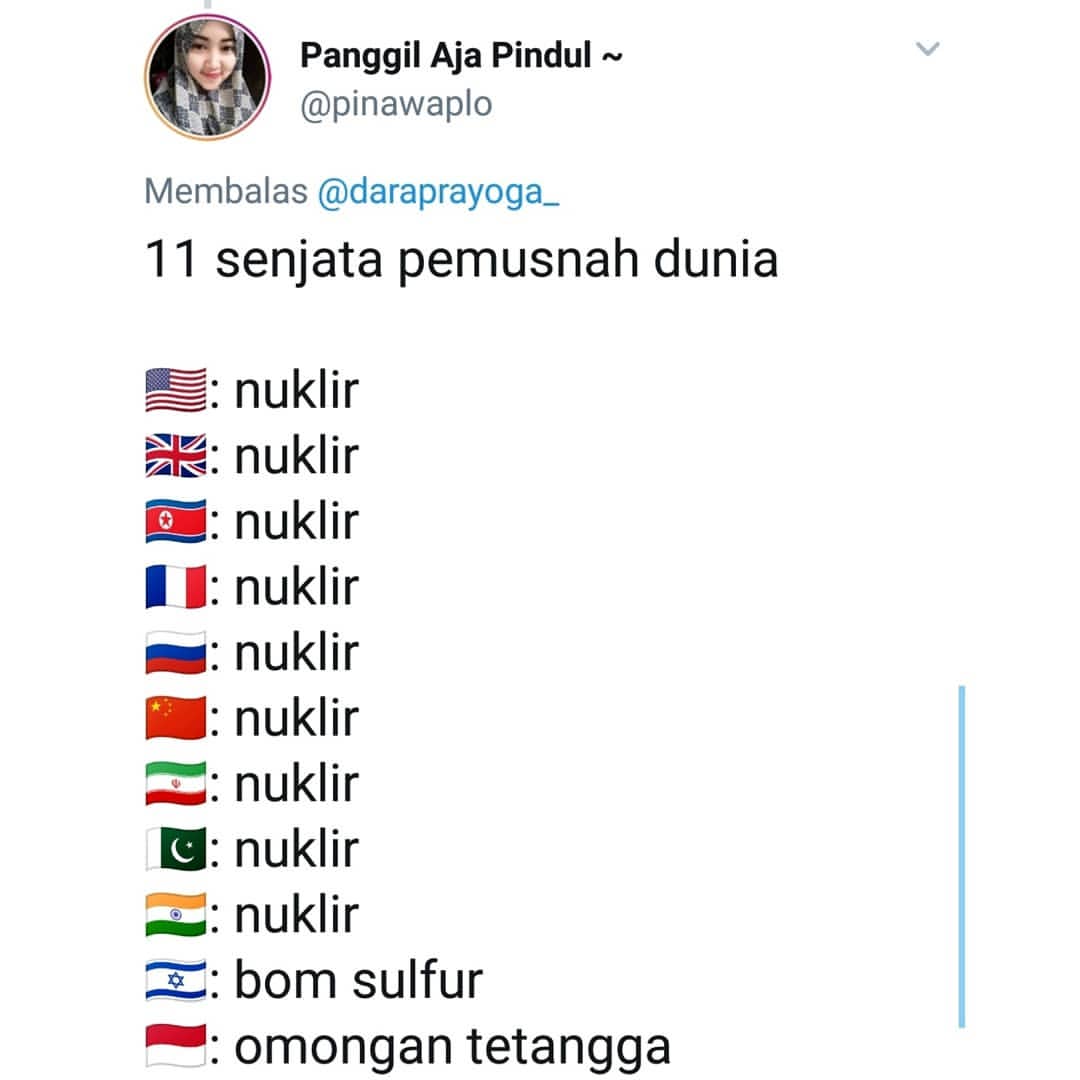 Panggil Aja Pindul ~
@pinawaplo
Membalas @daraprayoga_
11 senjata pemusnah dunia
🇺🇸: nuklir
🇬🇧: nuklir
🇰🇵: nuklir
🇫🇷: nuklir
🇷🇺: nuklir
🇨🇳: nuklir
🇮🇷: nuklir
🇵🇰: nuklir
🇮🇳: nuklir
🇮🇱: bom sulfur
🇮🇩: omongan tetangga